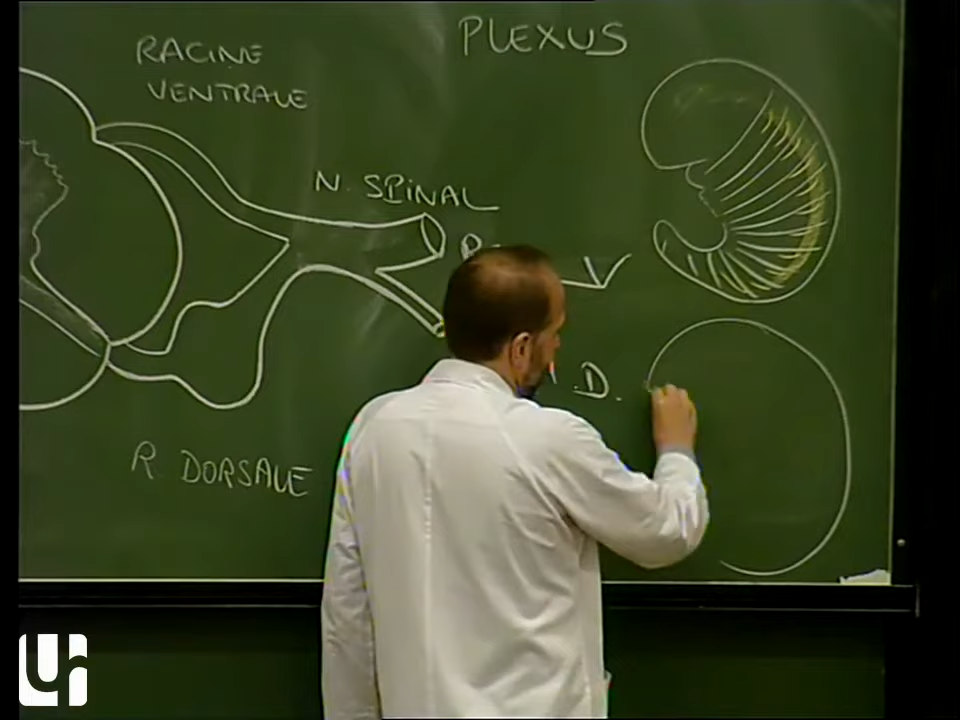 PLEXUS
RACINE
VENTRALE
N. SPINAL
V
.D.
R. DORSALE